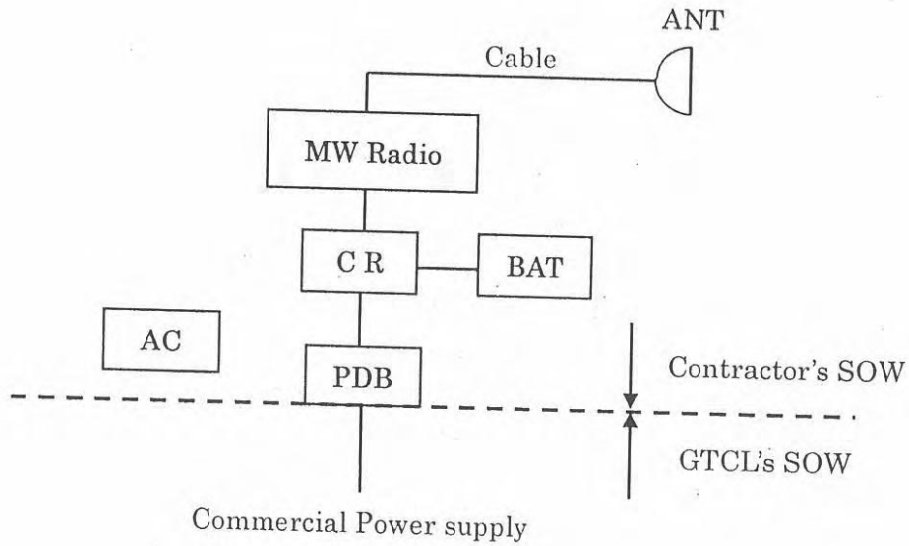 ANT
Cable
MW Radio
C R
BAT
AC
PDB
Contractor's SOW
GTCL's SOW
Commercial Power supply